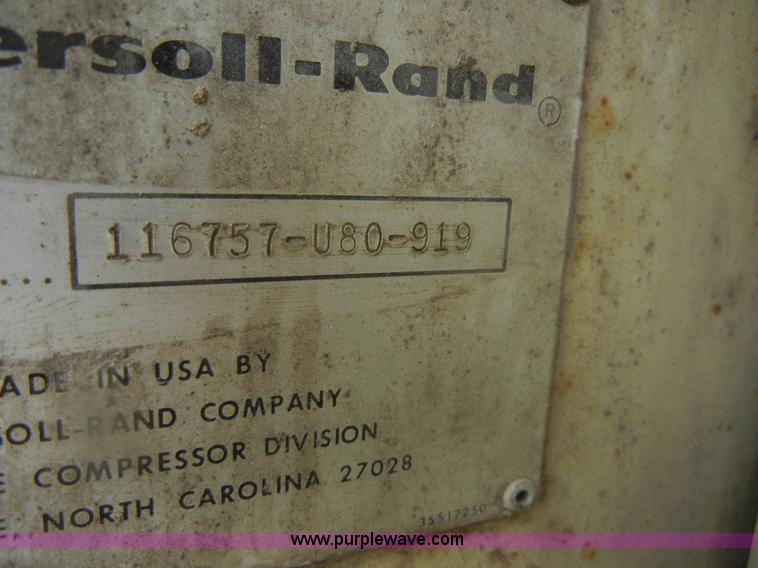 ersoll-Rand®
116757-U80-919
ADE IN USA BY
SOLL-RAND COMPANY
E COMPRESSOR DIVISION
E, NORTH CAROLINA 27028
35512250
www.purplewave.com